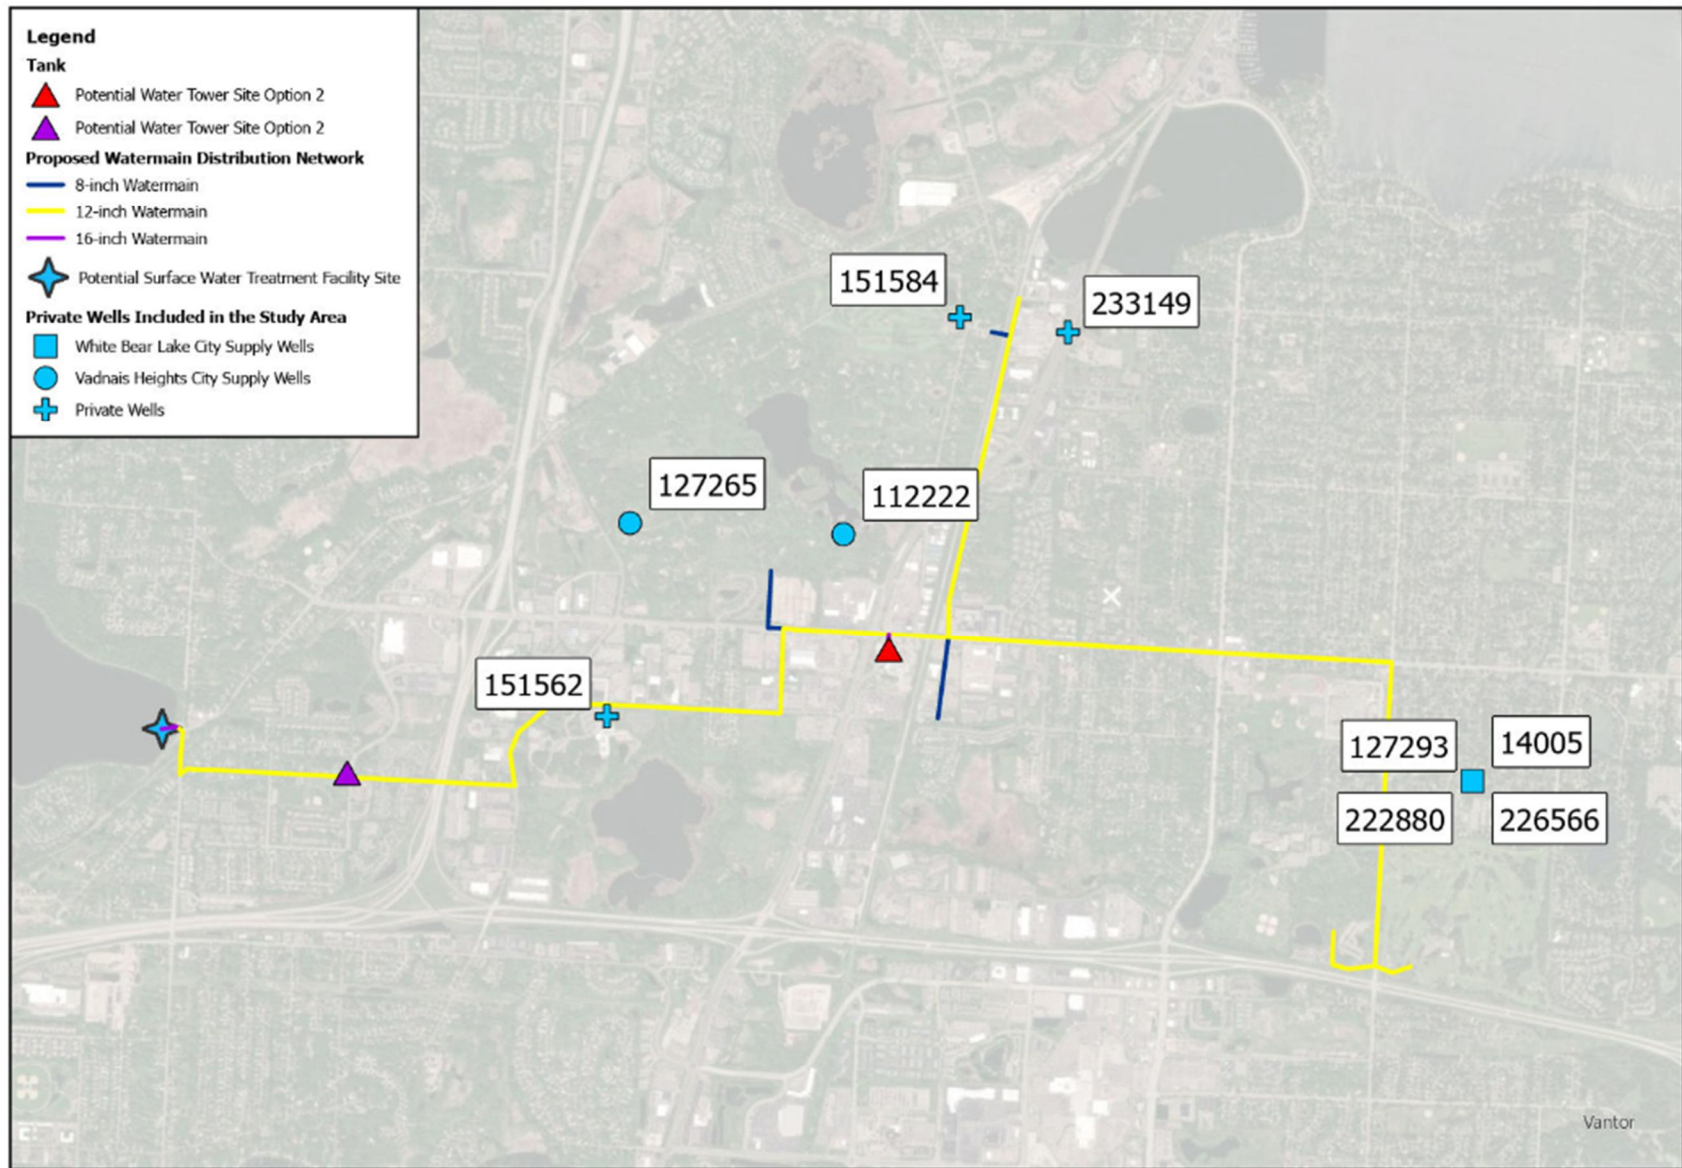 Legend
Tank
Potential Water Tower Site Option 2
Potential Water Tower Site Option 2
Proposed Watermain Distribution Network
8-inch Watermain
12-inch Watermain
16-inch Watermain
Potential Surface Water Treatment Facility Site
Private Wells Included in the Study Area
White Bear Lake City Supply Wells
Vadnais Heights City Supply Wells
Private Wells
151584
233149
127265
112222
151562
127293
14005
222880
226566
Vantor